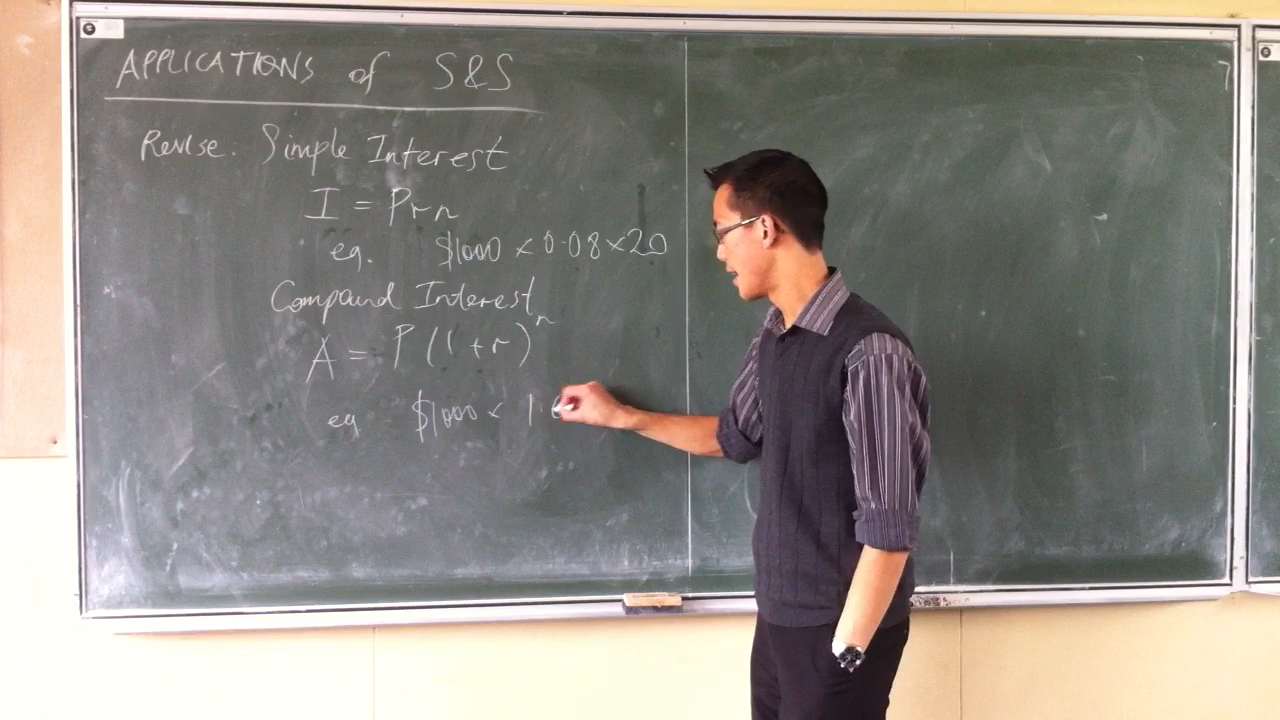 APPLICATIONS of S&S
Revise: Simple Interest
I = Prn
eg. $1000 × 0.08×20
Compound Interest
A = P(1+r)ⁿ
eg $1000 × 1.